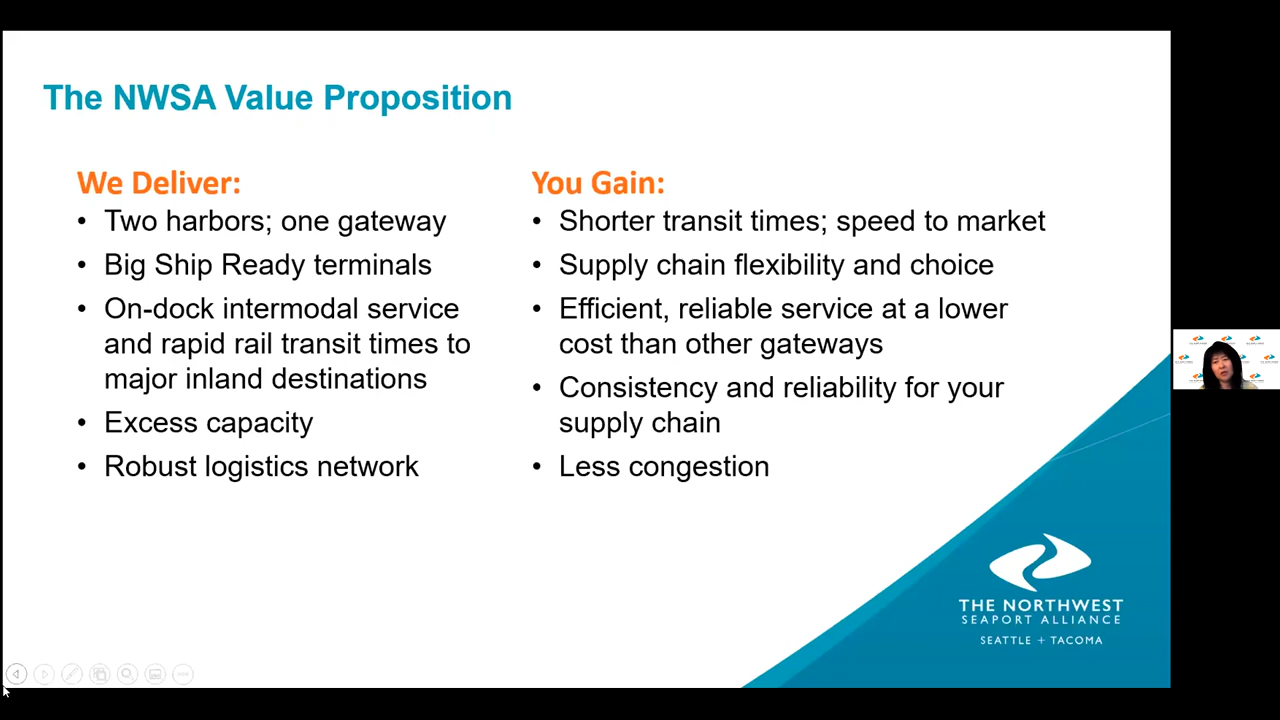 The NWSA Value Proposition
We Deliver:
• Two harbors; one gateway
• Big Ship Ready terminals
• On-dock intermodal service
and rapid rail transit times to
major inland destinations
• Excess capacity
• Robust logistics network
You Gain:
• Shorter transit times; speed to market
• Supply chain flexibility and choice
• Efficient, reliable service at a lower
cost than other gateways
• Consistency and reliability for your
supply chain
• Less congestion
THE NORTHWEST
SEAPORT ALLIANCE
SEATTLE + TACOMA